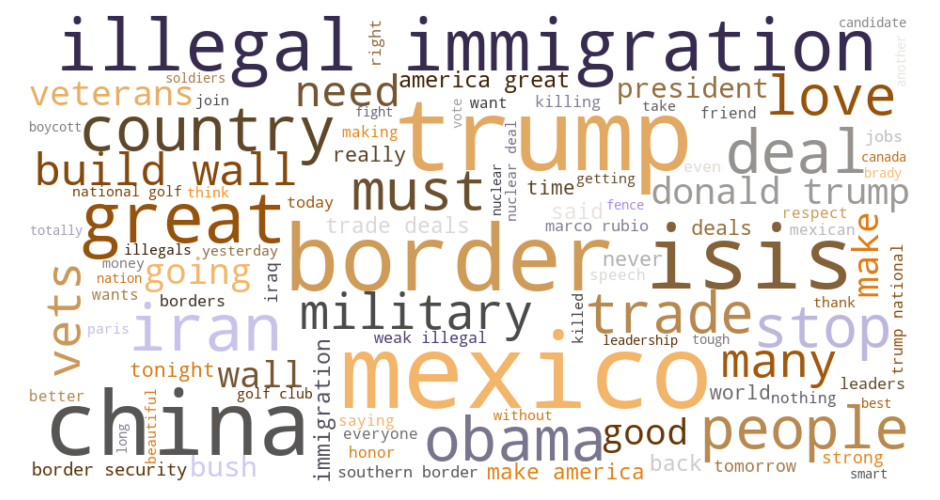 illegal immigration
candidate
right
another
soldiers
america great
president
love
veterans
join
need
killing
country
fight
vote
want
take
friend
trump
deal
jobs
boycott
making
really
build wall
canada
brady
even
must
nuclear
nuclear deal
time
getting
donald trump
national golf
think
today
fence
said
great
trade deals
marco rubio
deals
respect
mexican
make
totally
illegals
yesterday
border
isis
never
speech
money
going
nation
wants
iraq
borders
vets
military
killed
trade
thank
trump national
iran
stop
paris
weak illegal
leadership
tough
tonight
wall
immigration
mexico
many
world
nothing
leaders
best
better
golf club
china
long
beautiful
saying
without
everyone
honor
obama
good
people
strong
border security
bush
southern border
make america
back
tomorrow
smart